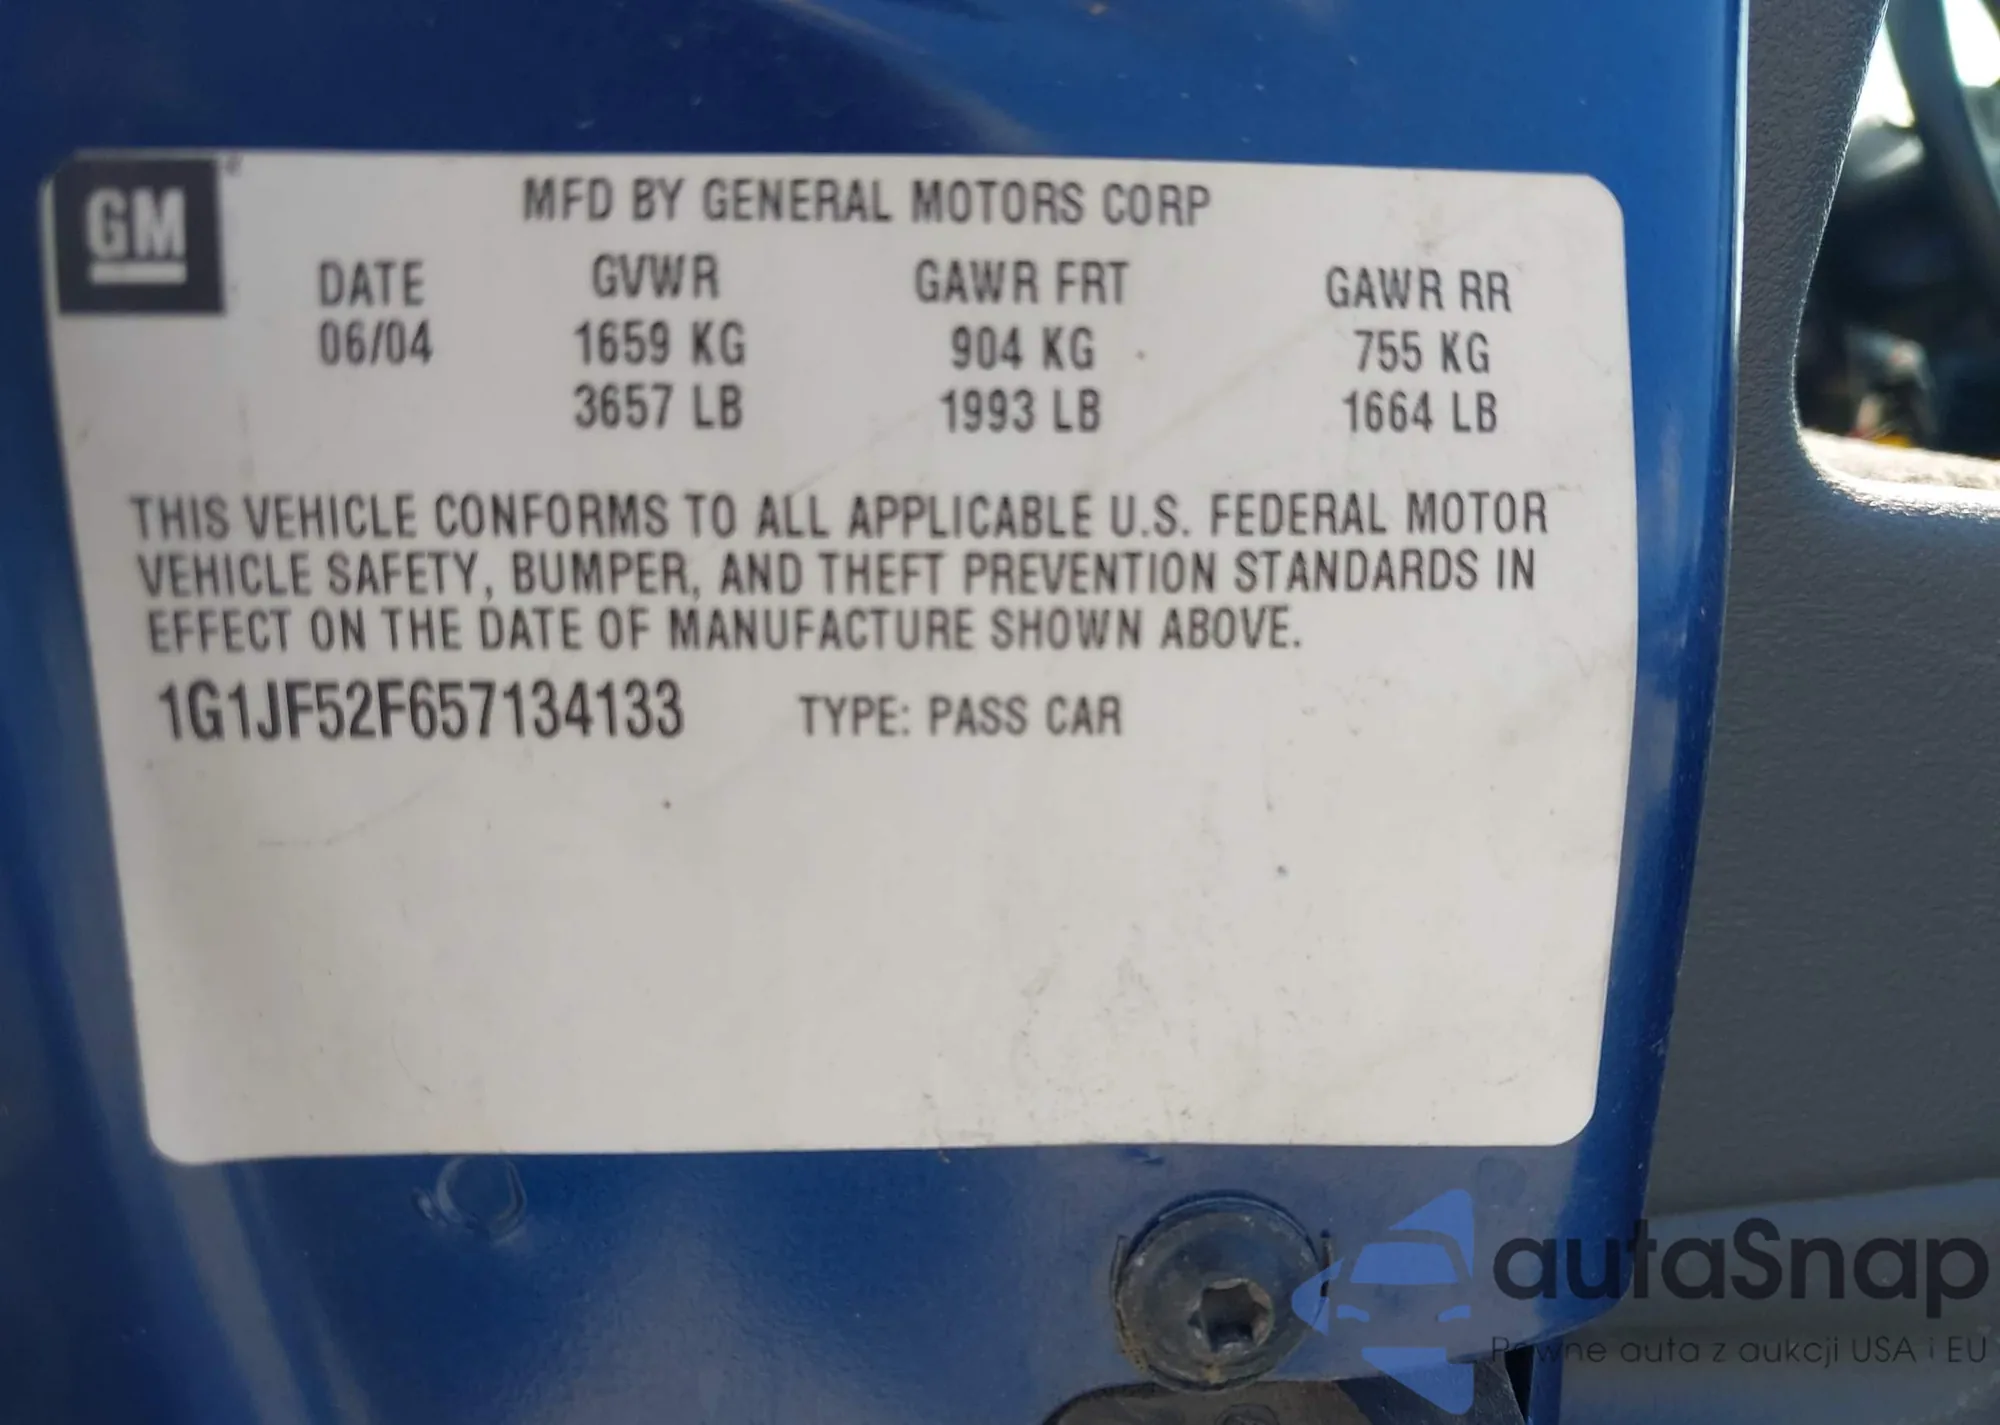 GM
MFD BY GENERAL MOTORS CORP
DATE GVWR GAWR FRT GAWR RR
06/04 1659 KG 904 KG 755 KG
3657 LB 1993 LB 1664 LB
THIS VEHICLE CONFORMS TO ALL APPLICABLE U.S. FEDERAL MOTOR
VEHICLE SAFETY, BUMPER, AND THEFT PREVENTION STANDARDS IN
EFFECT ON THE DATE OF MANUFACTURE SHOWN ABOVE.
1G1JF52F657134133 TYPE: PASS CAR
autaSnap
Pewne auta z aukcji USA i EU